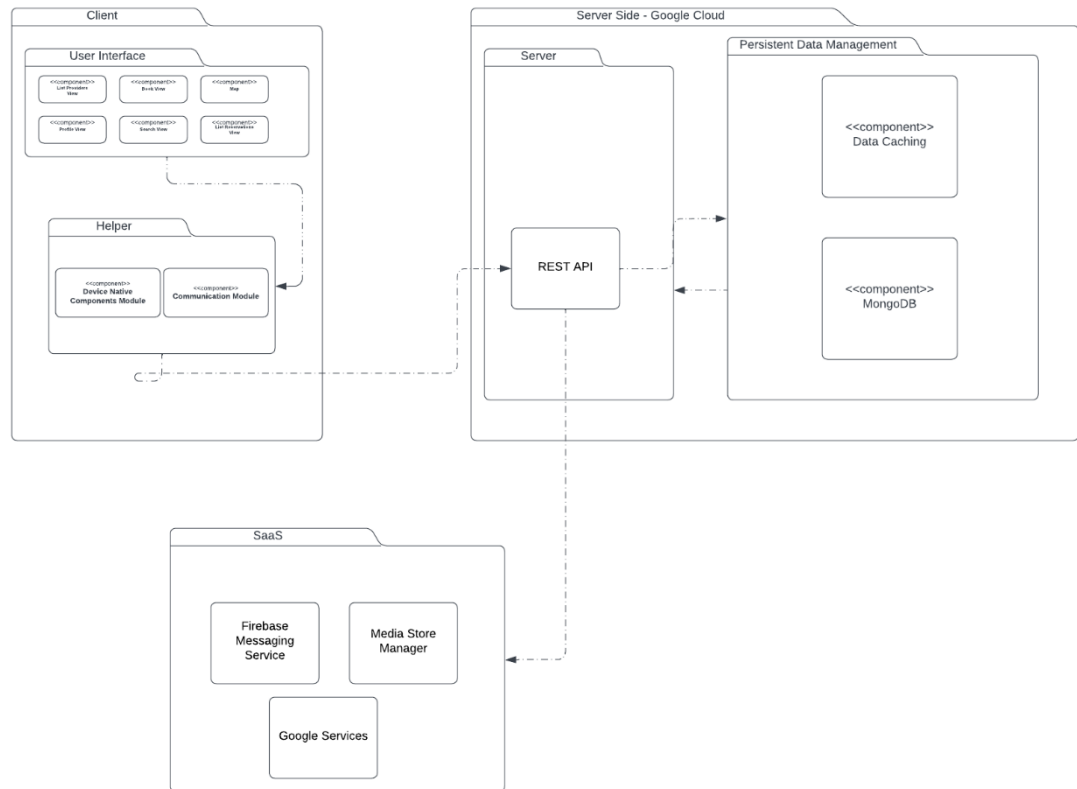 Client
User Interface
<<component>>
List Providers
View
<<component>>
Book View
<<component>>
Map
<<component>>
Profile View
<<component>>
Search View
<<component>>
List
View
Helper
<<component>>
Device Native
Components Module
<<component>>
Communication Module
Server Side - Google Cloud
Server
REST API
Persistent Data Management
<<component>>
Data Caching
<<component>>
MongoDB
SaaS
Firebase
Messaging
Service
Media Store
Manager
Google Services